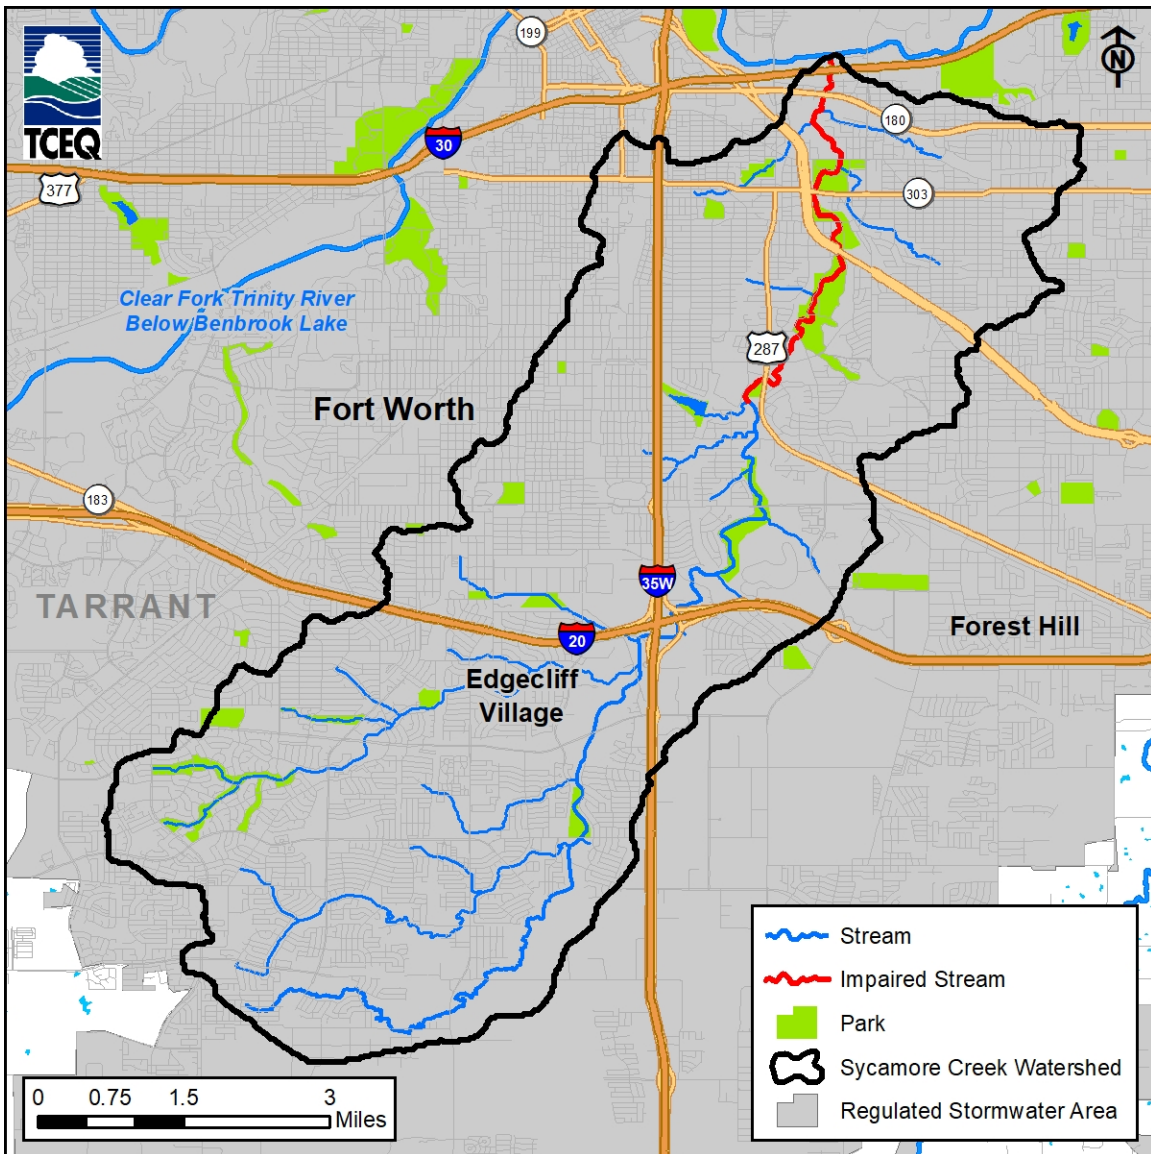 199
N
TCEQ
30
180
377
303
Clear Fork Trinity River
Below Benbrook Lake
287
Fort Worth
183
35W
TARRANT
20
Forest Hill
Edgecliff
Village
Stream
Impaired Stream
Park
Sycamore Creek Watershed
Regulated Stormwater Area
0 0.75 1.5 3
Miles